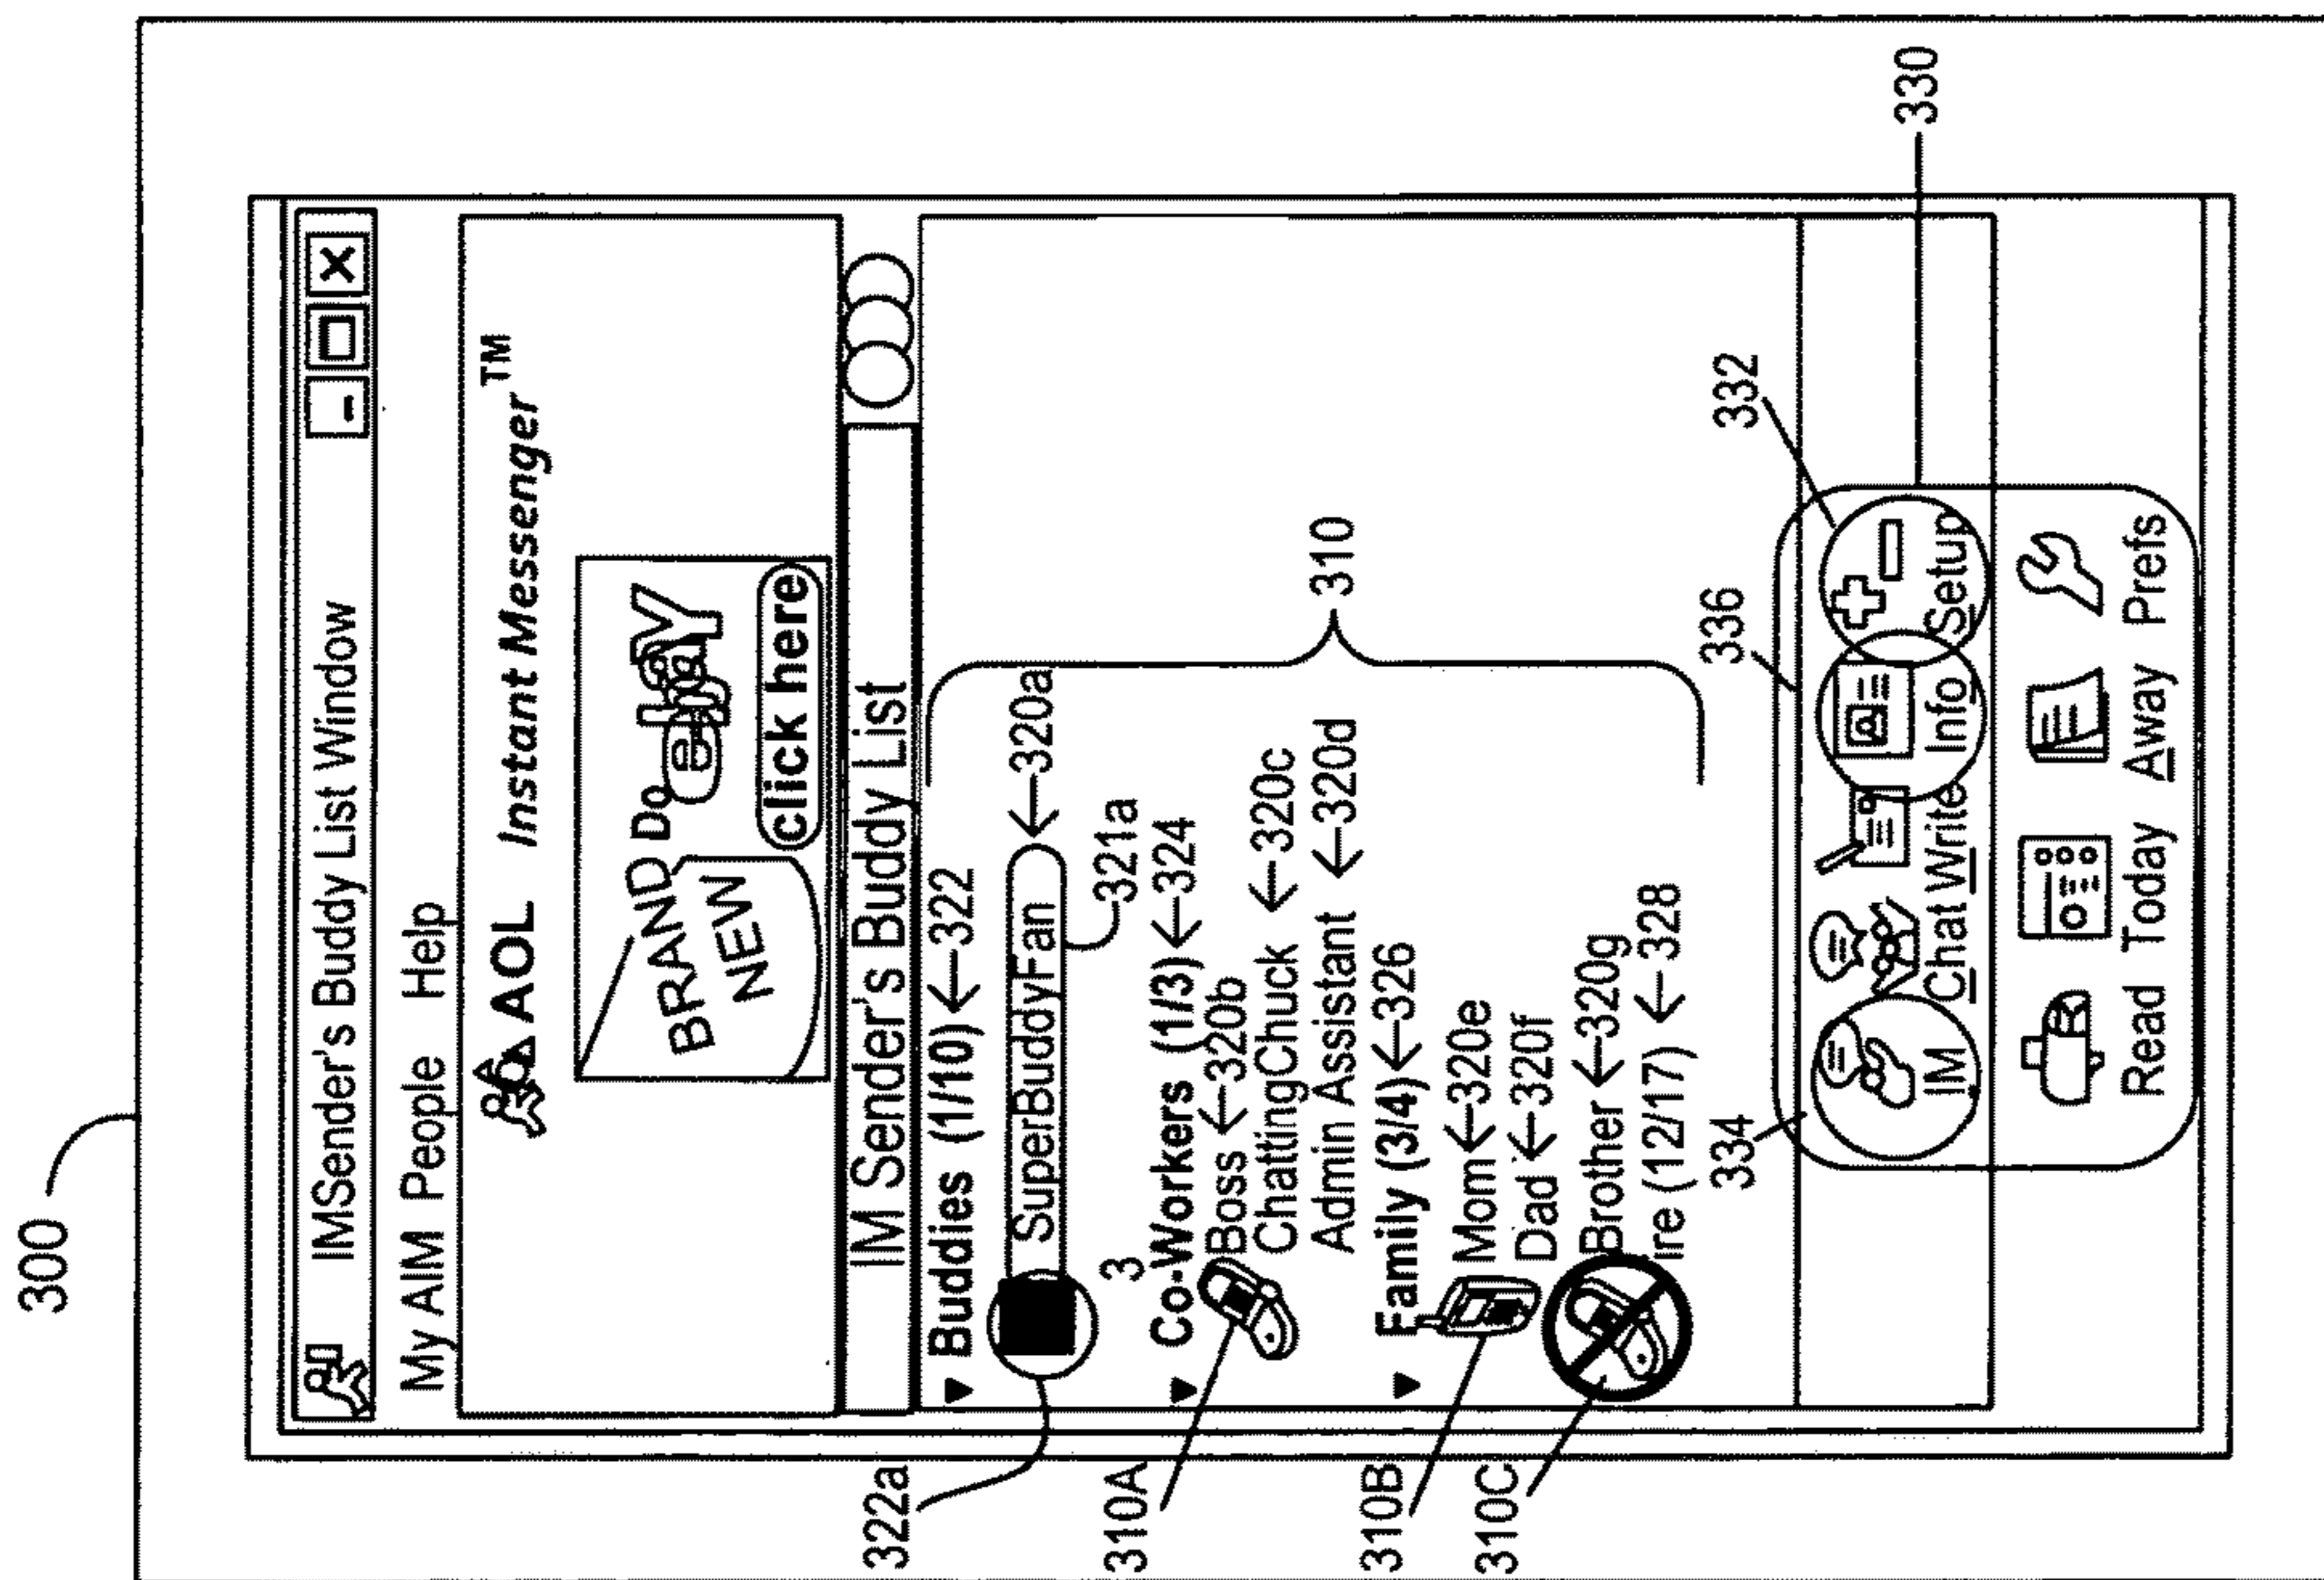 300
IMSender's Buddy List Window
My AIM People Help
AOL Instant Messenger™
BRAND
NEW
Do
click here
IM Sender's Buddy List
Buddies (1/10) ←322
322a
SuperBuddyFan ←320a
321a
3
Co-Workers (1/3) ←324
310A
Boss ←320b
ChattingChuck ←320c
Admin Assistant ←320d
310
Family (3/4) ←326
310B
Mom ←320e
Dad ←320f
310C
Brother ←320g
ire (12/17) ←328
334
336
332
330
IM Chat Write Info Setup
Read Today Away Prefs